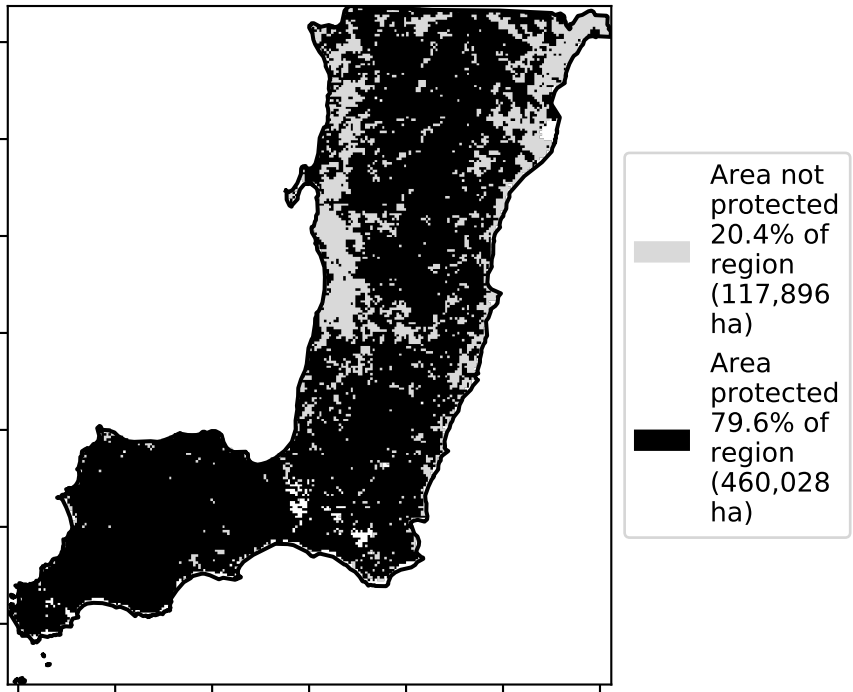 Area not
protected
20.4% of
region
(117,896
ha)
Area
protected
79.6% of
region
(460,028
ha)